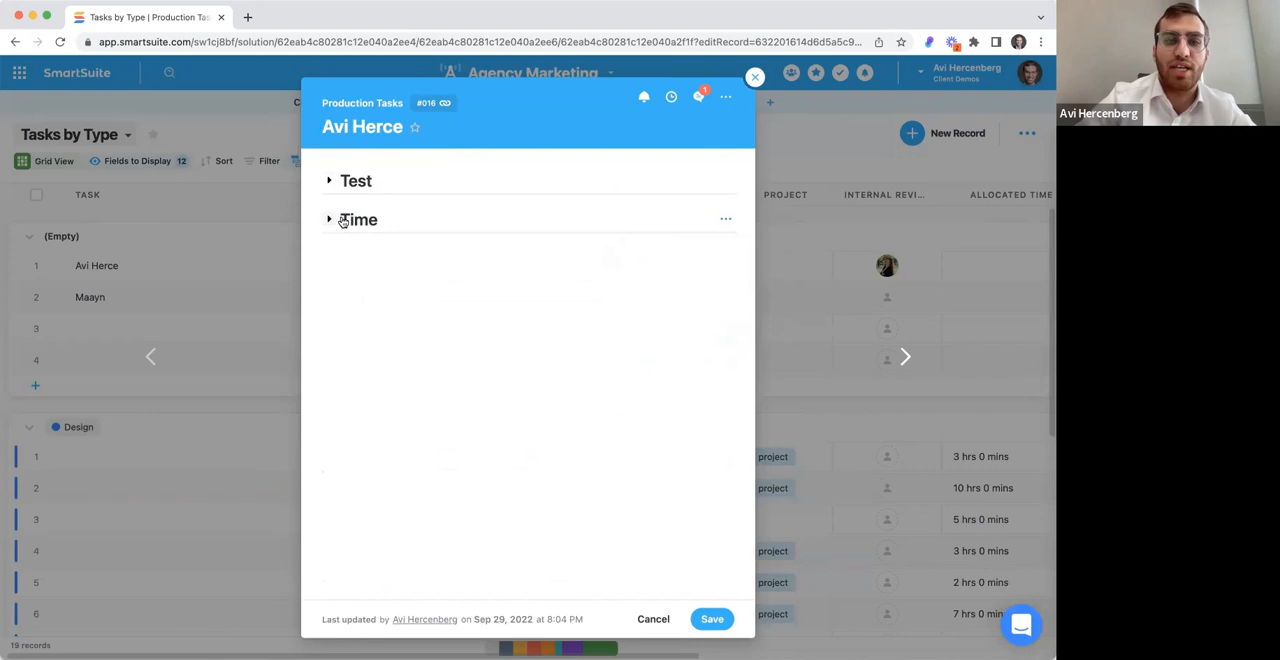 Tasks by Type | Production Tas
app.smartsuite.com/sw1cj8bf/solution/62eab4c80281c12e040a2ee4/62eab4c80281c12e040a2ee6/62eab4c80281c12e040a2f1f?editRecord=632201614d6d5a5c9...
2
SmartSuite
Agency Marketing
Avi Hercenberg
Client Demos
Avi Hercenberg
Production Tasks
#016
1
Avi Herce
Tasks by Type
New Record
Grid View
Fields to Display 12
Sort
Filter
TASK
PROJECT
INTERNAL REVI...
ALLOCATED TIME
Test
Time
(Empty)
1 Avi Herce
2 Maayn
3
4
Design
1 project 3 hrs 0 mins
2 project 10 hrs 0 mins
3 5 hrs 0 mins
4 project 3 hrs 0 mins
5 project 2 hrs 0 mins
6 project 7 hrs 0 min
Last updated by Avi Hercenberg on Sep 29, 2022 at 8:04 PM
Cancel
Save
19 records